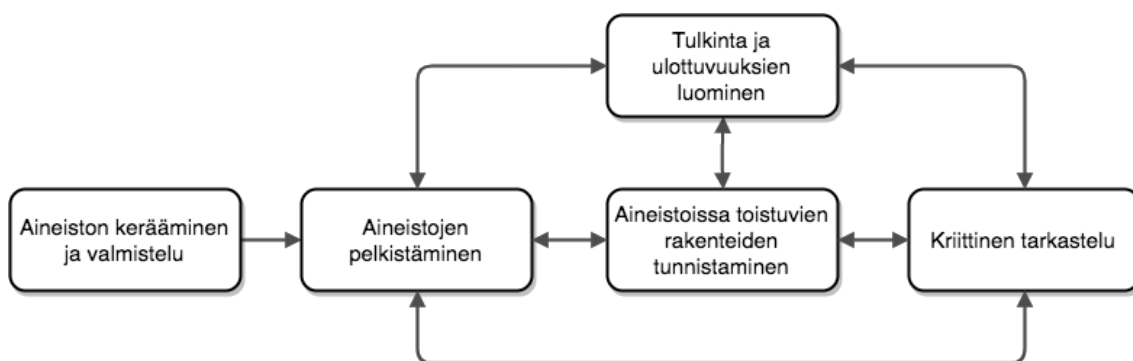 Tulkinta ja
ulottuvuuksien
luominen
Aineiston kerääminen
ja valmistelu
Aineistojen
pelkistäminen
Aineistoissa toistuvien
rakenteiden
tunnistaminen
Kriittinen tarkastelu